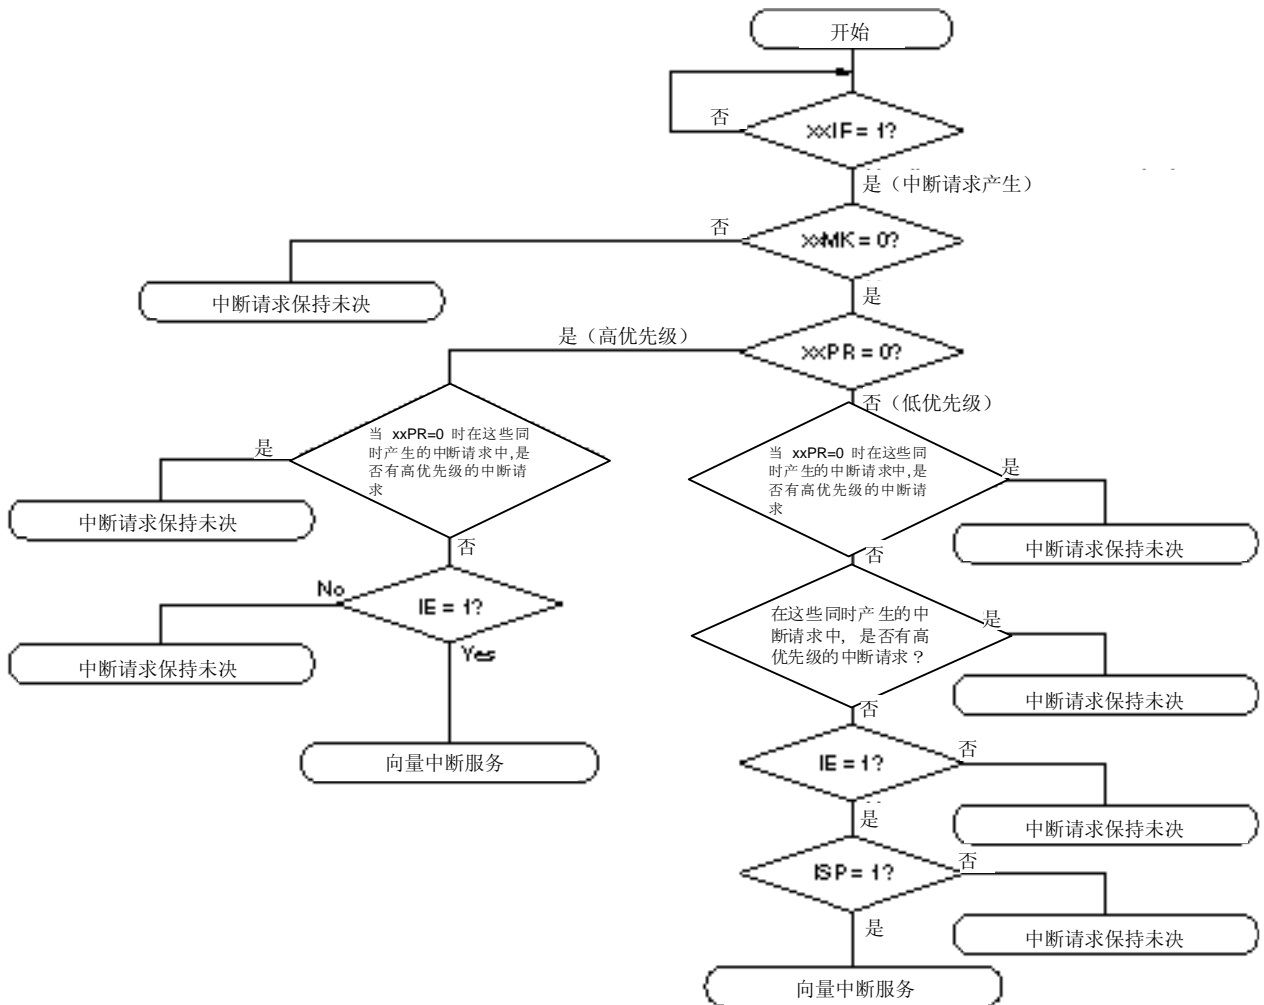 开始
否
xxIF = 1?
是（中断请求产生）
否
xxMK = 0?
中断请求保持未决
是
是（高优先级）
xxPR = 0?
否（低优先级）
当 xxPR=0 时在这些同
时产生的中断请求中,是
否有高优先级的中断请
求
是
中断请求保持未决
当 xxPR=0 时在这些同
时产生的中断请求中,是
否有高优先级的中断请
求
是
中断请求保持未决
否
否
No
IE = 1?
Yes
中断请求保持未决
在这些同时产生的中
断请求中, 是否有高
优先级的中断请求？
是
中断请求保持未决
否
向量中断服务
IE = 1?
否
中断请求保持未决
是
ISP = 1?
否
中断请求保持未决
是
向量中断服务